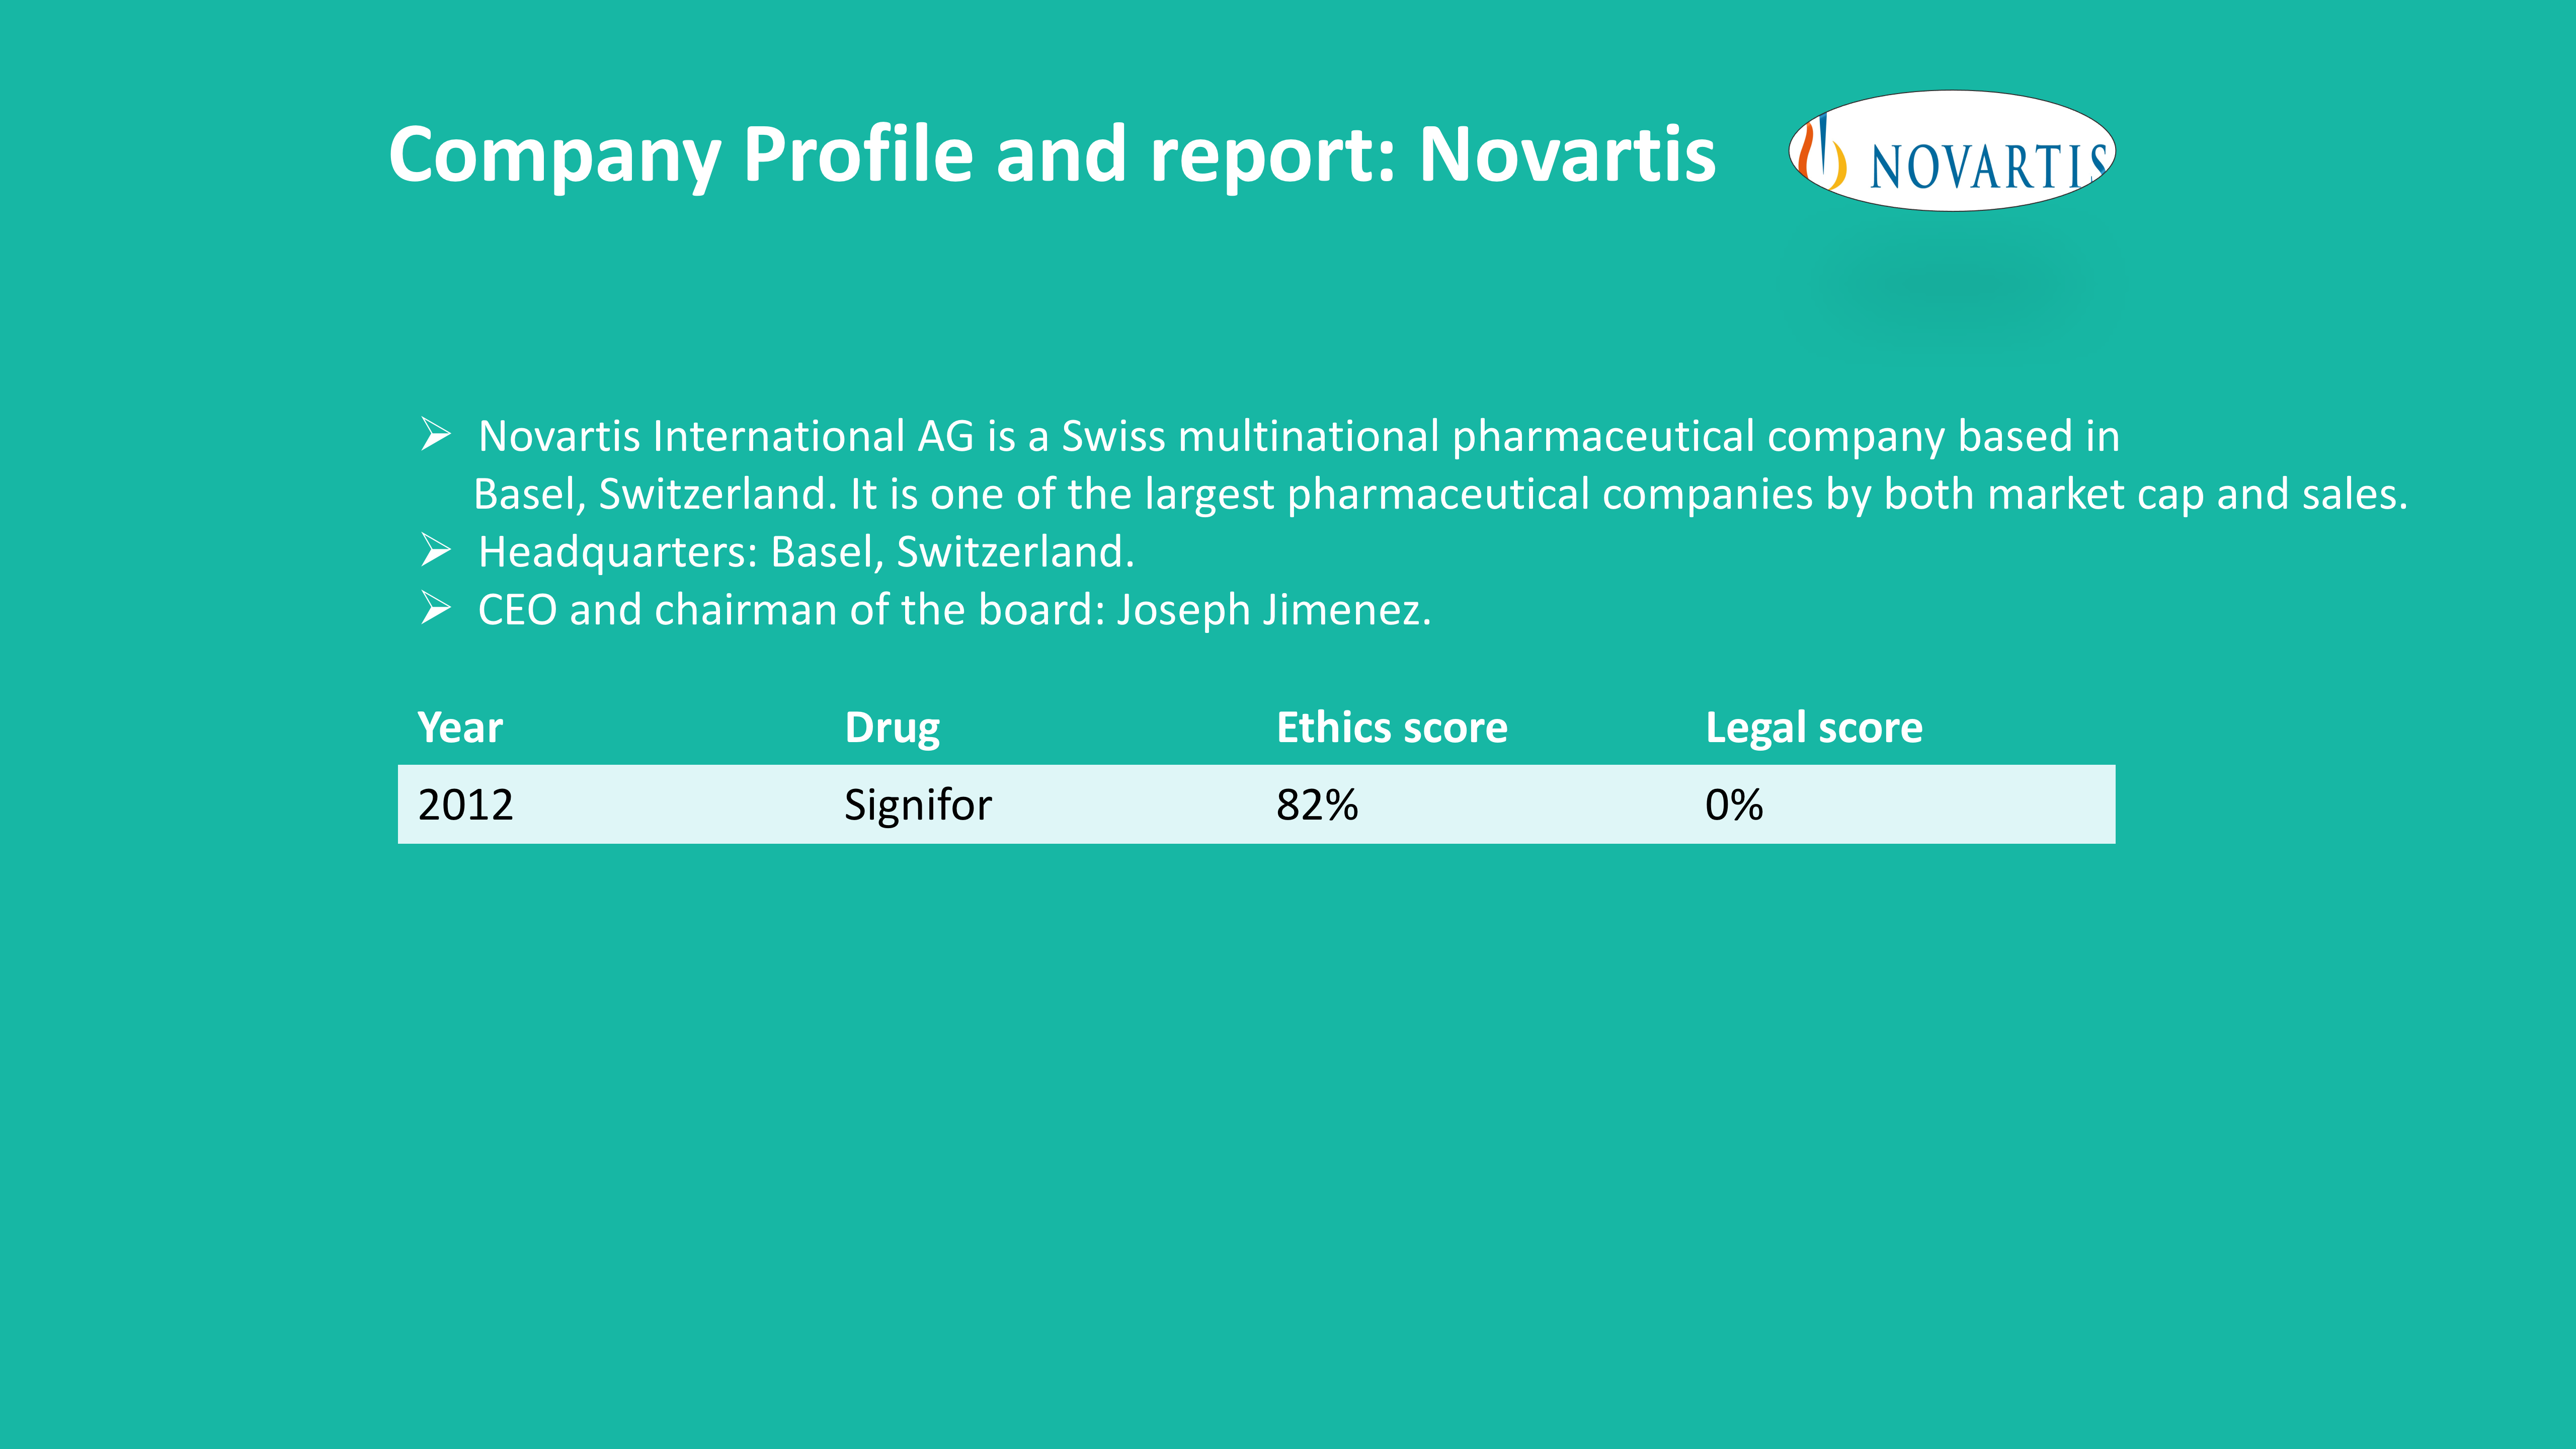 Company Profile and report: Novartis
NOVARTIS
Novartis International AG is a Swiss multinational pharmaceutical company based in
Basel, Switzerland. It is one of the largest pharmaceutical companies by both market cap and sales.
Headquarters: Basel, Switzerland.
CEO and chairman of the board: Joseph Jimenez.
Year Drug Ethics score Legal score
2012 Signifor 82% 0%